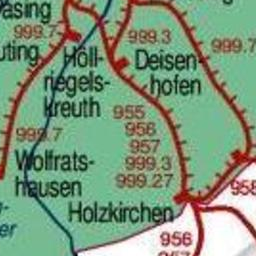 999.7
999.3
999.7
Höll-
riegels-
kreuth
Deisen-
hofen
955
956
957
999.3
999.27
999.7
Wolfrats-
hausen
Holzkirchen
956